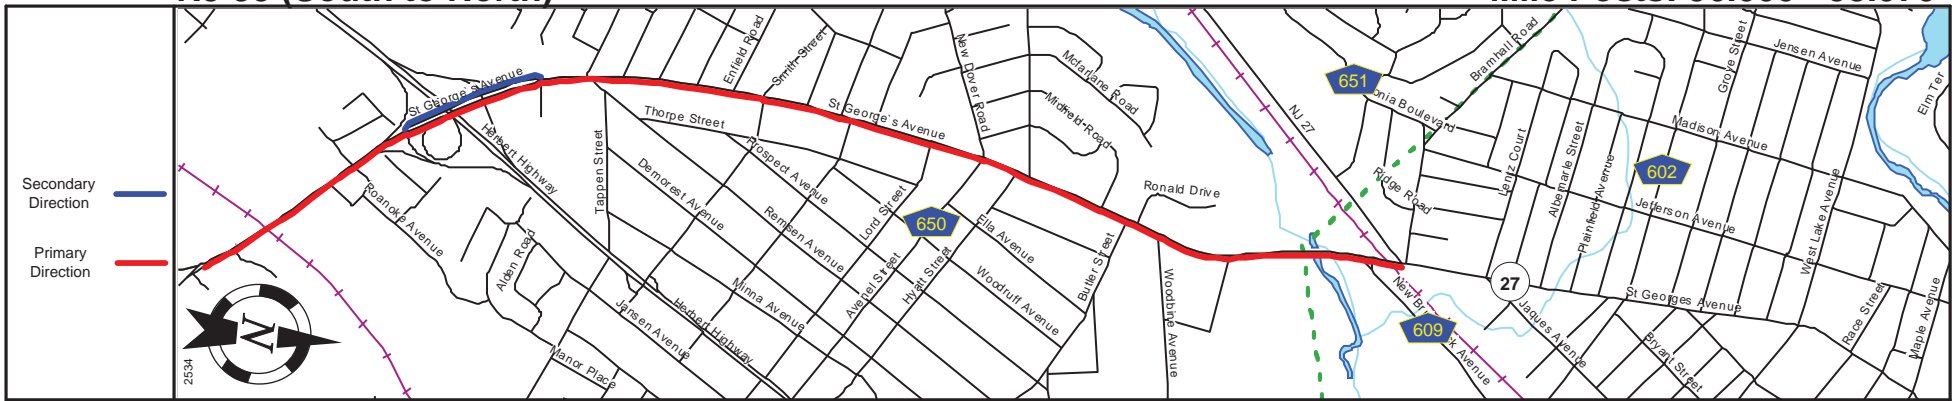 Secondary
Direction
Primary
Direction
2534
N
St George`s Avenue
Enfield Road
Smith Street
New Dover Road
Mcfarlane Road
Midfield Road
St George`s Avenue
Thorpe Street
Herbert Highway
Tappen Street
Prospect Avenue
Demorest Avenue
Remsen Avenue
Roanoke Avenue
Alden Road
Jansen Avenue
Herbert Highway
Manor Place
Minna Avenue
Lord Street
650
Avenel Street
Hyatt Street
Ella Avenue
Woodruff Avenue
Butler Street
Ronald Drive
Woodbine Avenue
NJ 27
651
Bramhall Road
Ridge Road
Lentz Court
Albemarle Street
Plainfield Avenue
602
Grove Street
Jensen Avenue
Madison Avenue
Jefferson Avenue
West Lake Avenue
Elm Ter
27
St Georges Avenue
609
Jaques Avenue
Bryant Street
Race Street
Maple Avenue